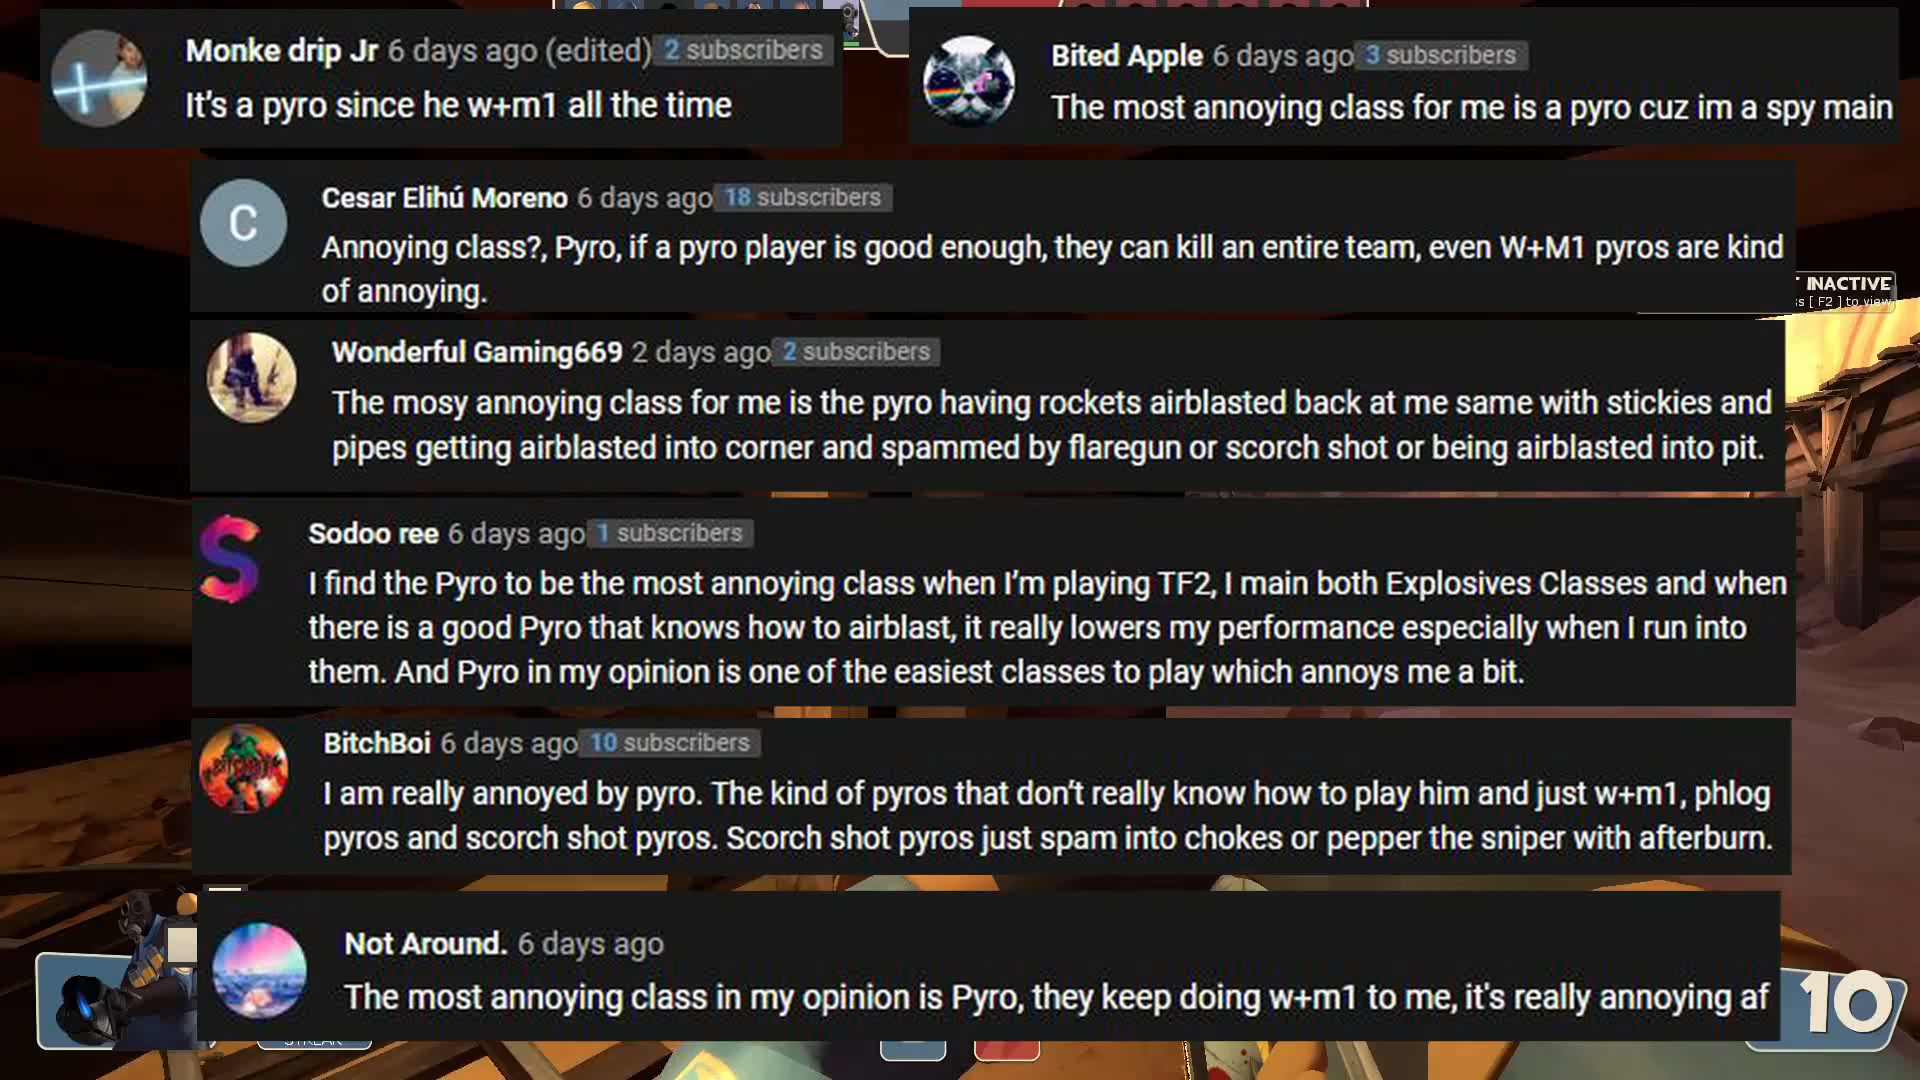 Monke drip Jr 6 days ago (edited) 2 subscribers
It's a pyro since he w+m1 all the time
Bited Apple 6 days ago 3 subscribers
The most annoying class for me is a pyro cuz im a spy main
C
Cesar Elihú Moreno 6 days ago 18 subscribers
Annoying class?, Pyro, if a pyro player is good enough, they can kill an entire team, even W+M1 pyros are kind
of annoying.
INACTIVE
[ F2 ] to view
Wonderful Gaming669 2 days ago 2 subscribers
The mosy annoying class for me is the pyro having rockets airblasted back at me same with stickies and
pipes getting airblasted into corner and spammed by flaregun or scorch shot or being airblasted into pit.
S
Sodoo ree 6 days ago 1 subscribers
I find the Pyro to be the most annoying class when I'm playing TF2, I main both Explosives Classes and when
there is a good Pyro that knows how to airblast, it really lowers my performance especially when I run into
them. And Pyro in my opinion is one of the easiest classes to play which annoys me a bit.
BitchBoi 6 days ago 10 subscribers
I am really annoyed by pyro. The kind of pyros that don't really know how to play him and just w+m1, phlog
pyros and scorch shot pyros. Scorch shot pyros just spam into chokes or pepper the sniper with afterburn.
Not Around. 6 days ago
The most annoying class in my opinion is Pyro, they keep doing w+m1 to me, it's really annoying af
10
STREAK